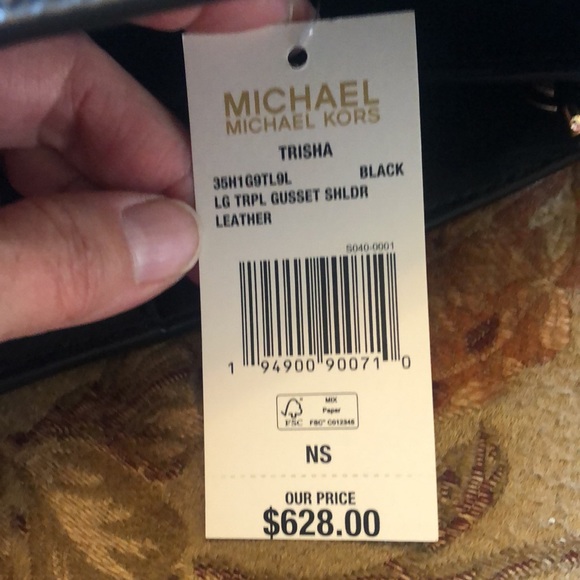 MICHAEL
MICHAEL KORS
TRISHA
35H1G9TL9L BLACK
LG TRPL GUSSET SHLDR
LEATHER
S040-0001
1 94900 90071 0
FSC
MIX
Paper
FSC® C012345
NS
OUR PRICE
$628.00